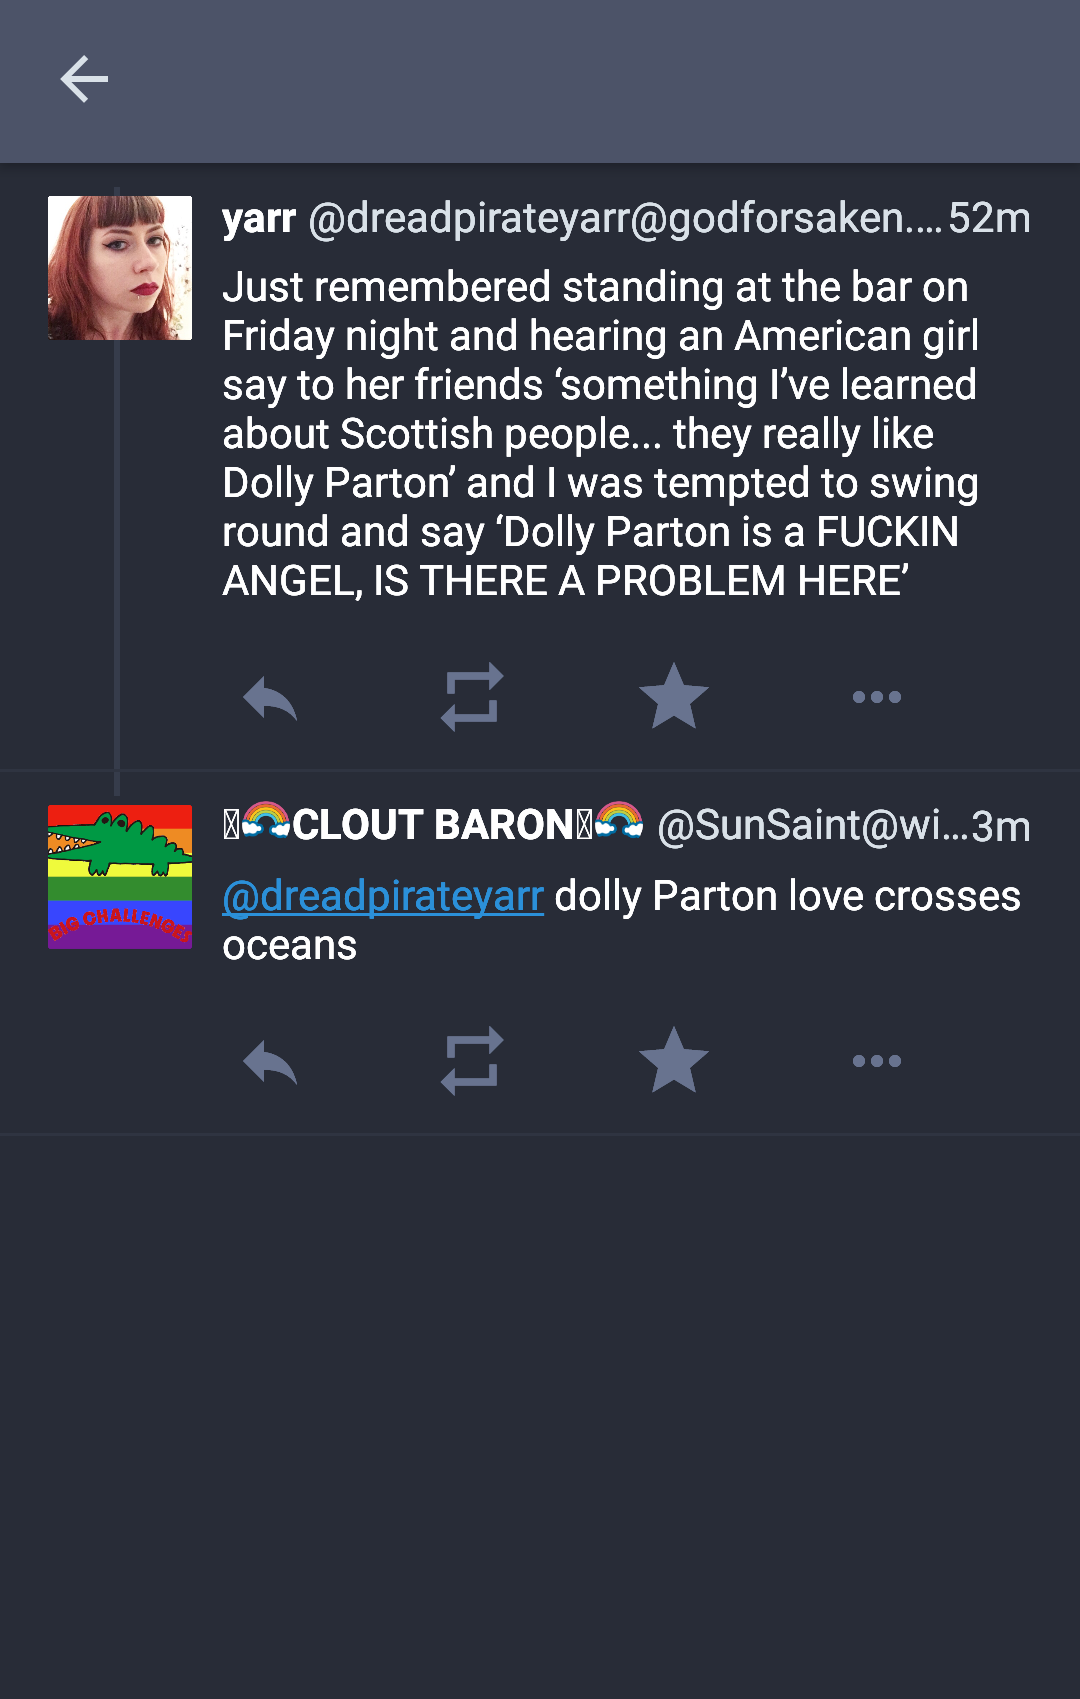 yarr @dreadpirateyarr@godforsaken.... 52m
Just remembered standing at the bar on
Friday night and hearing an American girl
say to her friends ‘something I’ve learned
about Scottish people... they really like
Dolly Parton’ and I was tempted to swing
round and say ‘Dolly Parton is a FUCKIN
ANGEL, IS THERE A PROBLEM HERE’
🌈CLOUT BARON🌈 @SunSaint@wi... 3m
BIG CHALLENGES
@dreadpirateyarr dolly Parton love crosses
oceans